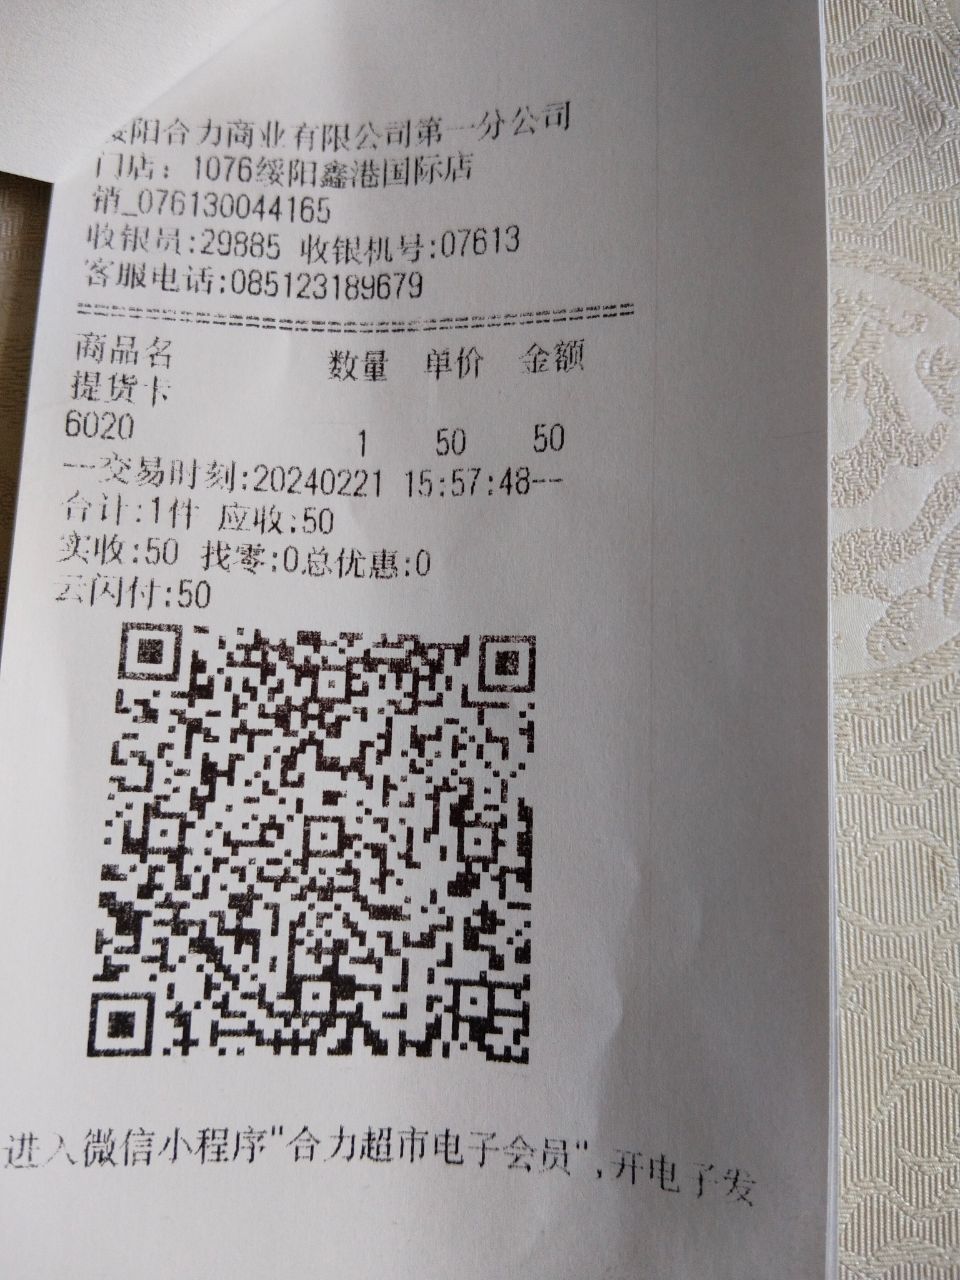 绥阳合力商业有限公司第一分公司
门店：1076绥阳鑫港国际店
销_076130044165
收银员:29885 收银机号:07613
客服电话:085123189679
商品名 数量 单价 金额
提货卡
6020 1 50 50
--交易时刻:20240221 15:57:48--
合计:1件 应收:50
实收:50 找零:0总优惠:0
云闪付:50
进入微信小程序"合力超市电子会员",开电子发